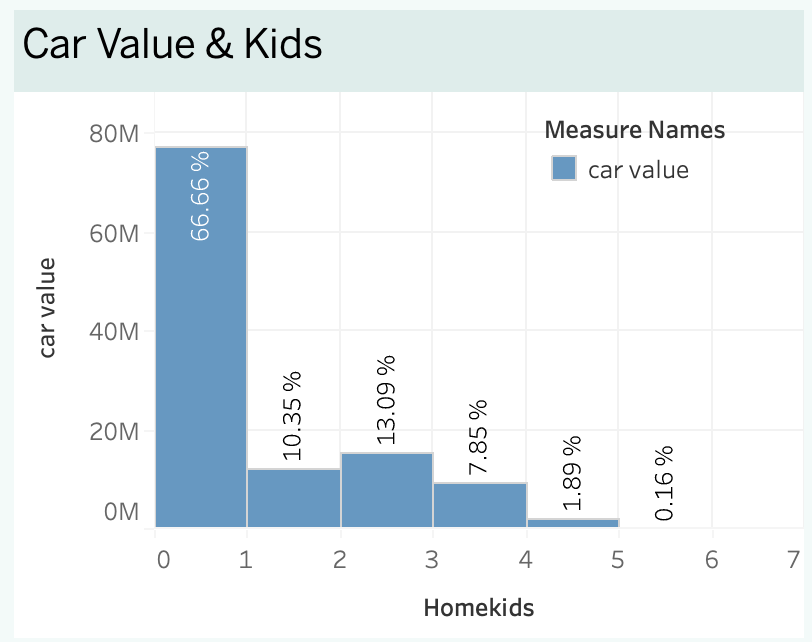 Car Value & Kids
Measure Names
car value
80M
60M
40M
20M
0M
car value
66.66 %
10.35 %
13.09 %
7.85 %
1.89 %
0.16 %
0 1 2 3 4 5 6 7
Homekids